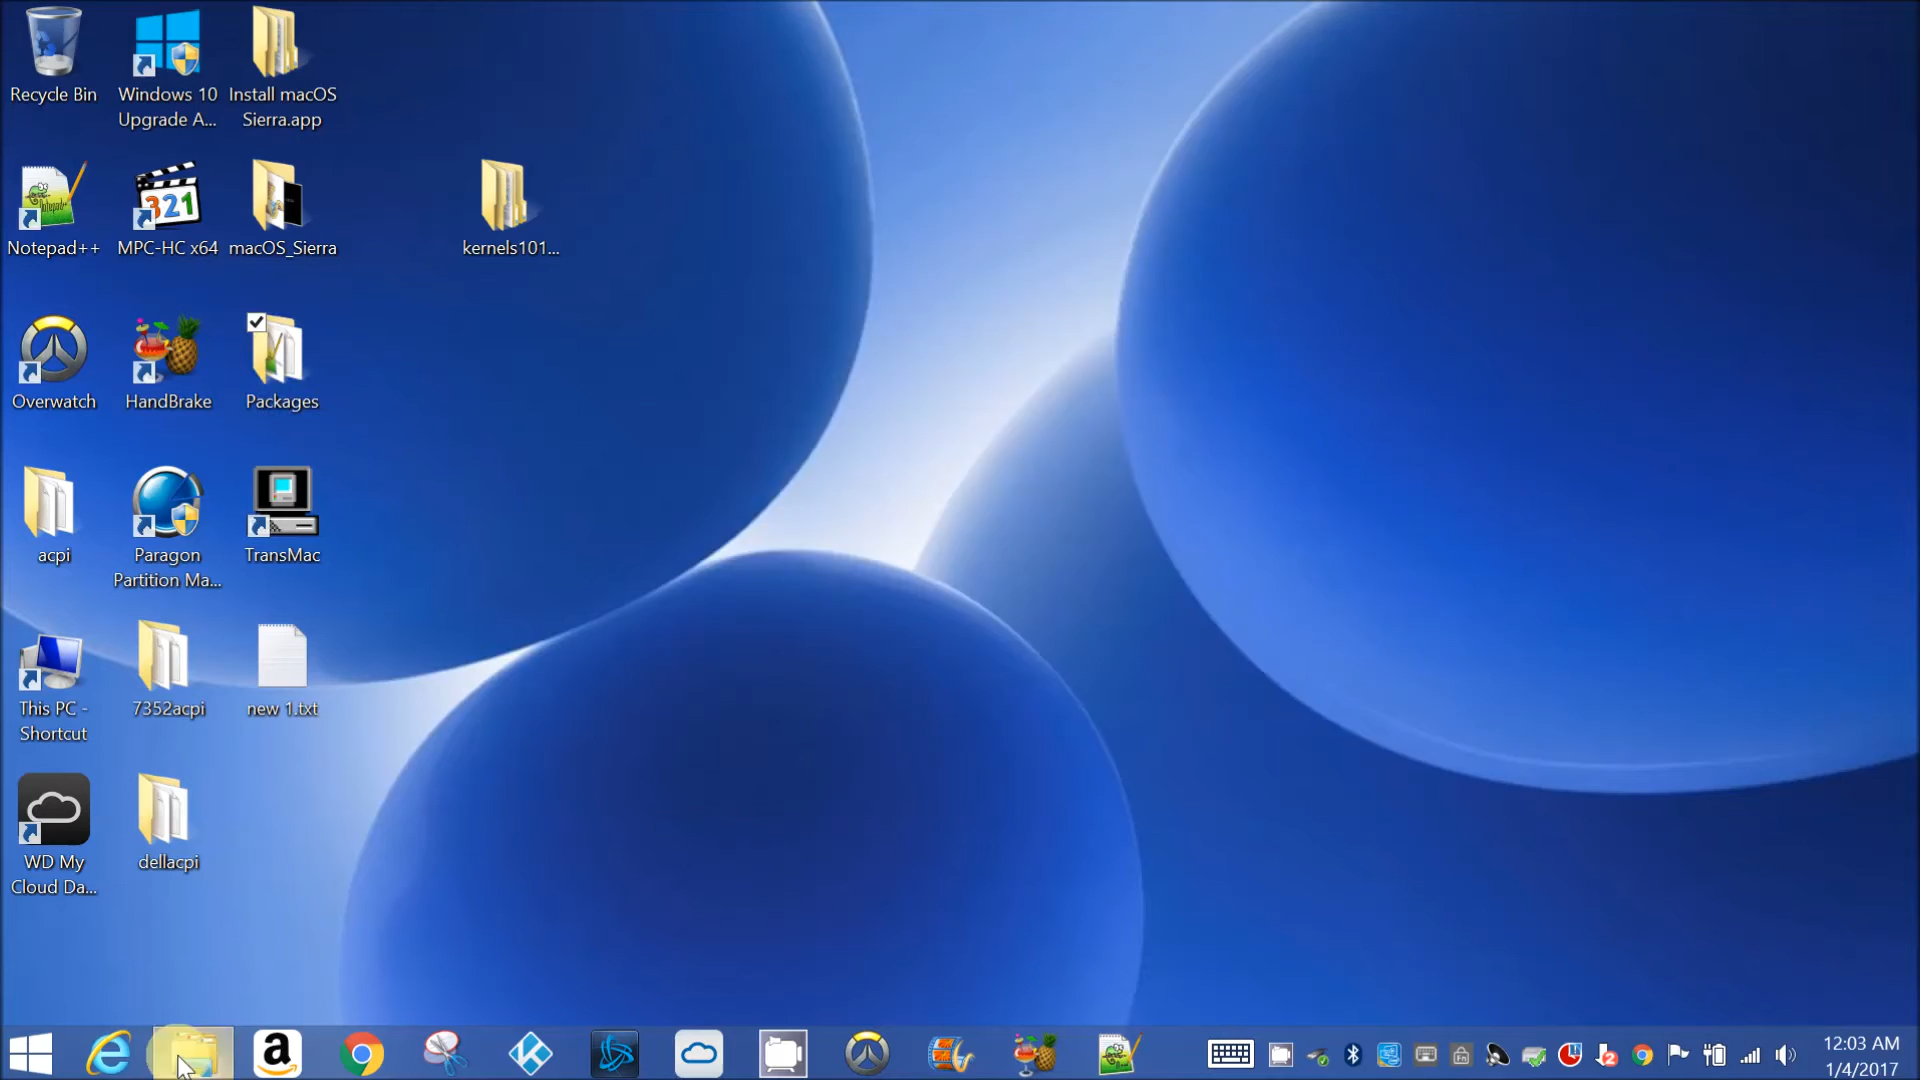 Recycle Bin
Windows 10
Upgrade A...
Install macOS
Sierra.app
Notepad++
321
MPC-HC x64
macOS_Sierra
kernels101...
Overwatch
HandBrake
Packages
acpi
Paragon
Partition Ma...
TransMac
This PC -
Shortcut
7352acpi
new 1.txt
WD My
Cloud Da...
dellacpi
12:03 AM
1/4/2017